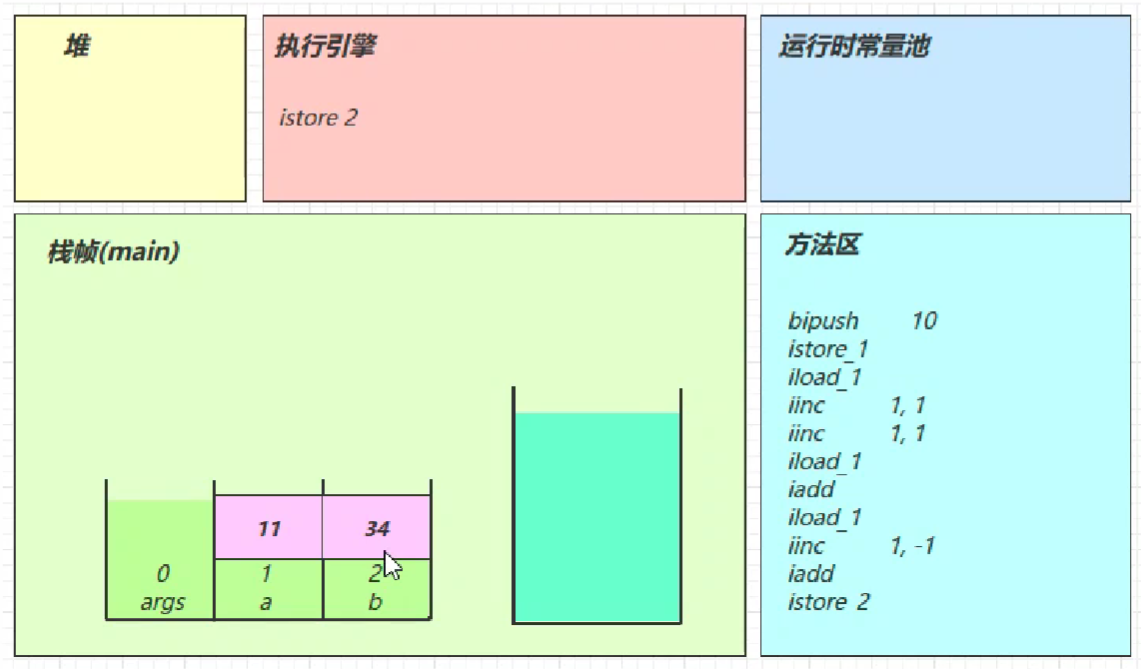 堆
执行引擎
istore 2
运行时常量池
栈帧(main)
11 34
0 1 2
args a b
方法区
bipush 10
istore_1
iload_1
iinc 1, 1
iinc 1, 1
iload_1
iadd
iload_1
iinc 1, -1
iadd
istore 2